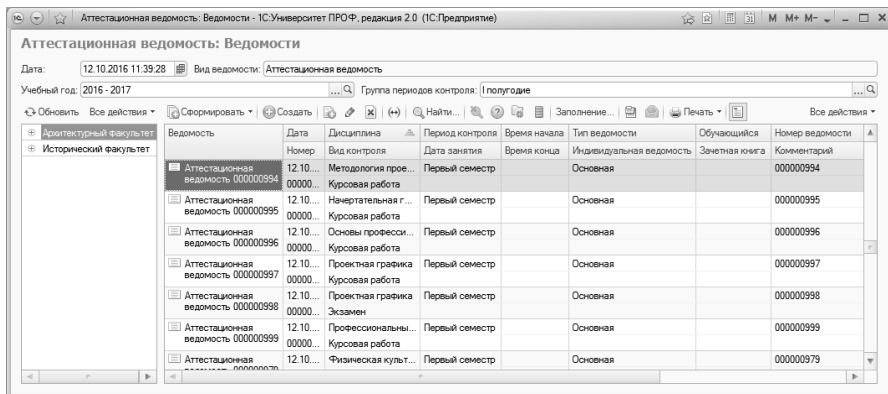 Аттестационная ведомость: Ведомости - 1С:Университет ПРОФ, редакция 2.0 (1С:Предприятие) M M+ M-
Аттестационная ведомость: Ведомости
Дата: 12.10.2016 11:39:28 Вид ведомости: Аттестационная ведомость
Учебный год: 2016 - 2017 ... Группа периодов контроля: I полугодие ...
Обновить Все действия Сформировать Создать Найти... Заполнение... Печать Все действия
Архитектурный факультет Ведомость Дата Дисциплина Период контроля Время начала Тип ведомости Обучающийся Номер ведомости
Исторический факультет Номер Вид контроля Дата занятия Время конца Индивидуальная ведомость Зачетная книга Комментарий
Аттестационная ведомость 000000994 12.10.... Методология прое... Первый семестр Основная 000000994
00000... Курсовая работа
Аттестационная ведомость 000000995 12.10.... Начертательная г... Первый семестр Основная 000000995
00000... Курсовая работа
Аттестационная ведомость 000000996 12.10.... Основы професси... Первый семестр Основная 000000996
00000... Курсовая работа
Аттестационная ведомость 000000997 12.10.... Проектная графика Первый семестр Основная 000000997
00000... Курсовая работа
Аттестационная ведомость 000000998 12.10.... Проектная графика Первый семестр Основная 000000998
00000... Экзамен
Аттестационная ведомость 000000999 12.10.... Профессиональны... Первый семестр Основная 000000999
00000... Курсовая работа
Аттестационная 12.10.... Физическая культ... Первый семестр Основная 000000979